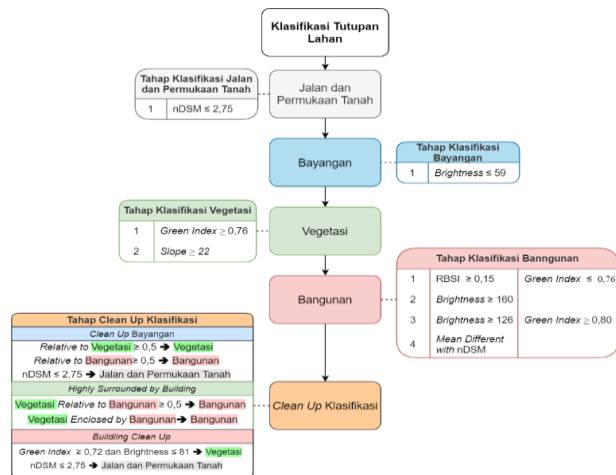 Klasifikasi Tutupan
Lahan
Tahap Klasifikasi Jalan
dan Permukaan Tanah
1 nDSM ≤ 2,75
Jalan dan
Permukaan Tanah
Bayangan
Tahap Klasifikasi
Bayangan
1 Brightness ≤ 59
Tahap Klasifikasi Vegetasi
1 Green Index ≥ 0,76
2 Slope ≥ 22
Vegetasi
Tahap Klasifikasi Banngunan
1 RBSI ≥ 0,15 Green Index ≤ 0,76
2 Brightness ≥ 160
3 Brightness ≥ 126 Green Index ≥ 0,80
4 Mean Different
with nDSM
Bangunan
Tahap Clean Up Klasifikasi
Clean Up Bayangan
Relative to Vegetasi ≥ 0,5 ➔ Vegetasi
Relative to Bangunan ≥ 0,5 ➔ Bangunan
nDSM ≤ 2,75 ➔ Jalan dan Permukaan Tanah
Highly Surrounded by Building
Vegetasi Relative to Bangunan ≥ 0,5 ➔ Bangunan
Vegetasi Enclosed by Bangunan ➔ Bangunan
Buildling Clean Up
Green Index ≥ 0,72 dan Brightness ≤ 81 ➔ Vegetasi
nDSM ≤ 2,75 ➔ Jalan dan Permukaan Tanah
Clean Up Klasifikasi